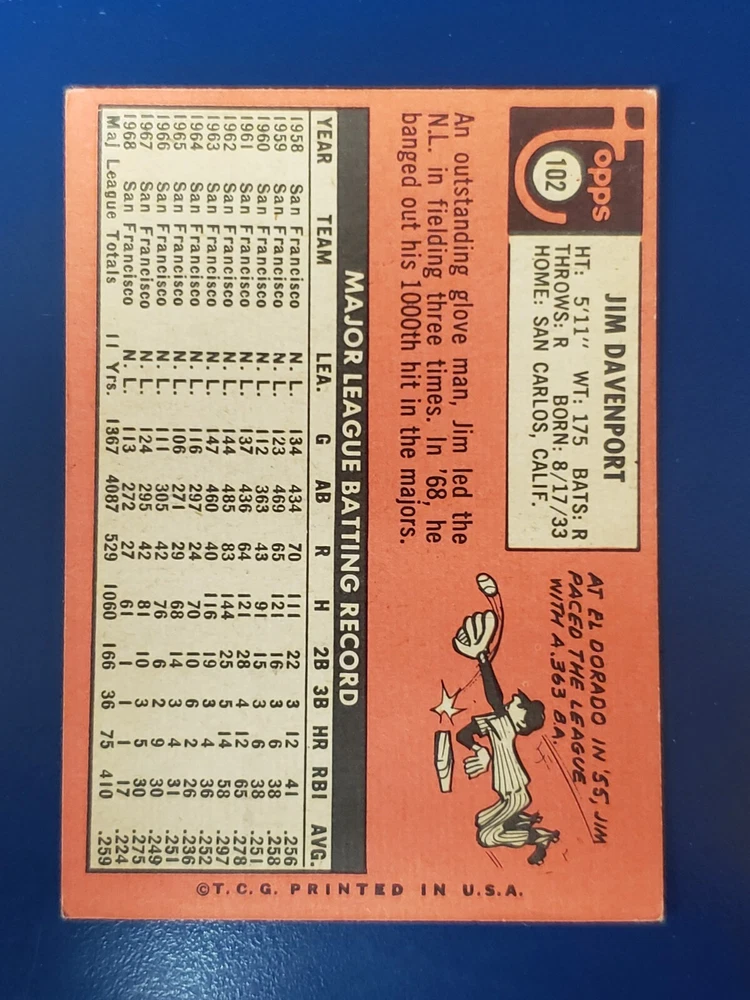 Topps
102
JIM DAVENPORT
HT: 5'11" WT: 175 BATS: R
THROWS: R BORN: 8/17/33
HOME: SAN CARLOS, CALIF.
AT EL DORADO IN '55, JIM
PACED THE LEAGUE
WITH A .363 B.A.
An outstanding glove man, Jim led the
N.L. in fielding three times. In '68, he
banged out his 1000th hit in the majors.
MAJOR LEAGUE BATTING RECORD
YEAR TEAM LEA. G AB R H 2B 3B HR RBI AVG.
1958 San Francisco N.L. 134 434 70 111 22 3 12 41 .256
1959 San Francisco N.L. 123 469 65 121 16 3 6 38 .258
1960 San Francisco N.L. 112 363 43 91 15 3 6 38 .251
1961 San Francisco N.L. 137 436 64 121 28 4 12 65 .278
1962 San Francisco N.L. 144 485 83 144 25 5 14 58 .297
1963 San Francisco N.L. 147 460 40 116 19 3 4 36 .252
1964 San Francisco N.L. 116 297 24 70 10 6 2 26 .236
1965 San Francisco N.L. 106 271 29 68 14 3 4 31 .251
1966 San Francisco N.L. 111 305 42 76 6 2 9 30 .249
1967 San Francisco N.L. 124 295 42 81 10 3 5 30 .275
1968 San Francisco N.L. 113 272 27 61 1 1 1 17 .224
Maj League Totals 11 Yrs. 1367 4087 529 1060 166 36 75 410 .259
©T.C.G. PRINTED IN U.S.A.